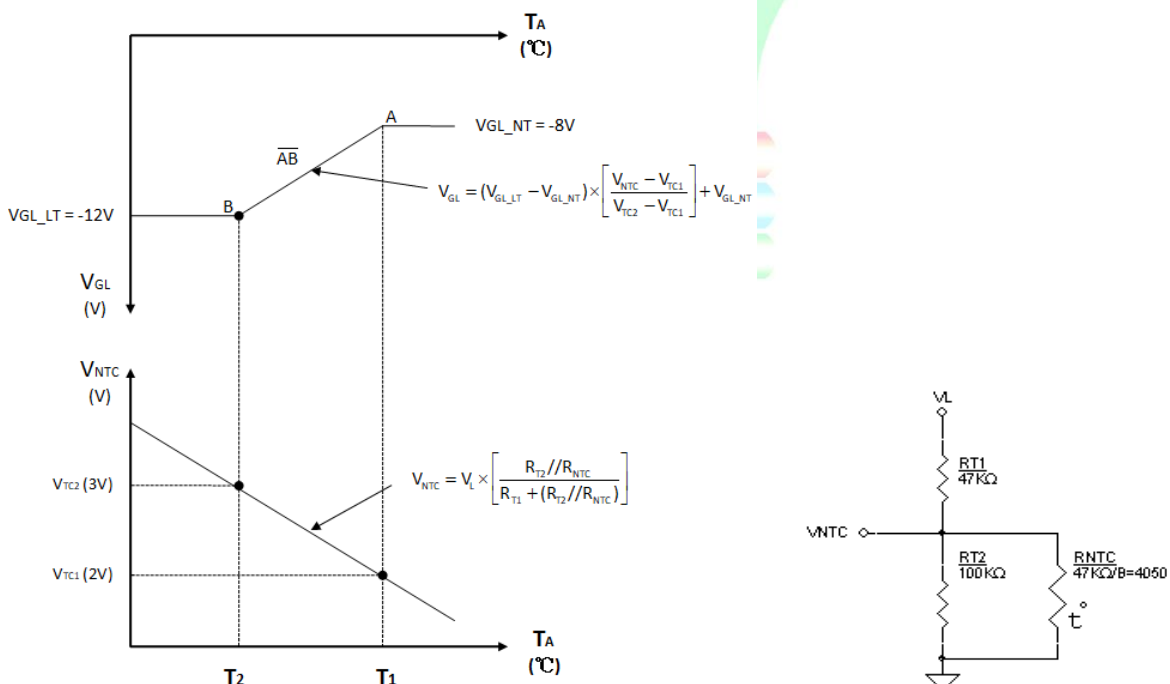 TA
(℃)
A
VGL_NT = -8V
AB
VGL = (VGL_LT − VGL_NT) × [ (VNTC − VTC1) / (VTC2 − VTC1) ] + VGL_NT
B
VGL_LT = -12V
VGL
(V)
VNTC
(V)
VNTC = VL × [ RT2//RNTC / RT1 + (RT2//RNTC) ]
VTC2 (3V)
VTC1 (2V)
TA
(℃)
T2
T1
VL
RT1
47KΩ
VNTC
RT2
100KΩ
RNTC
47KΩ/B=4050
t°